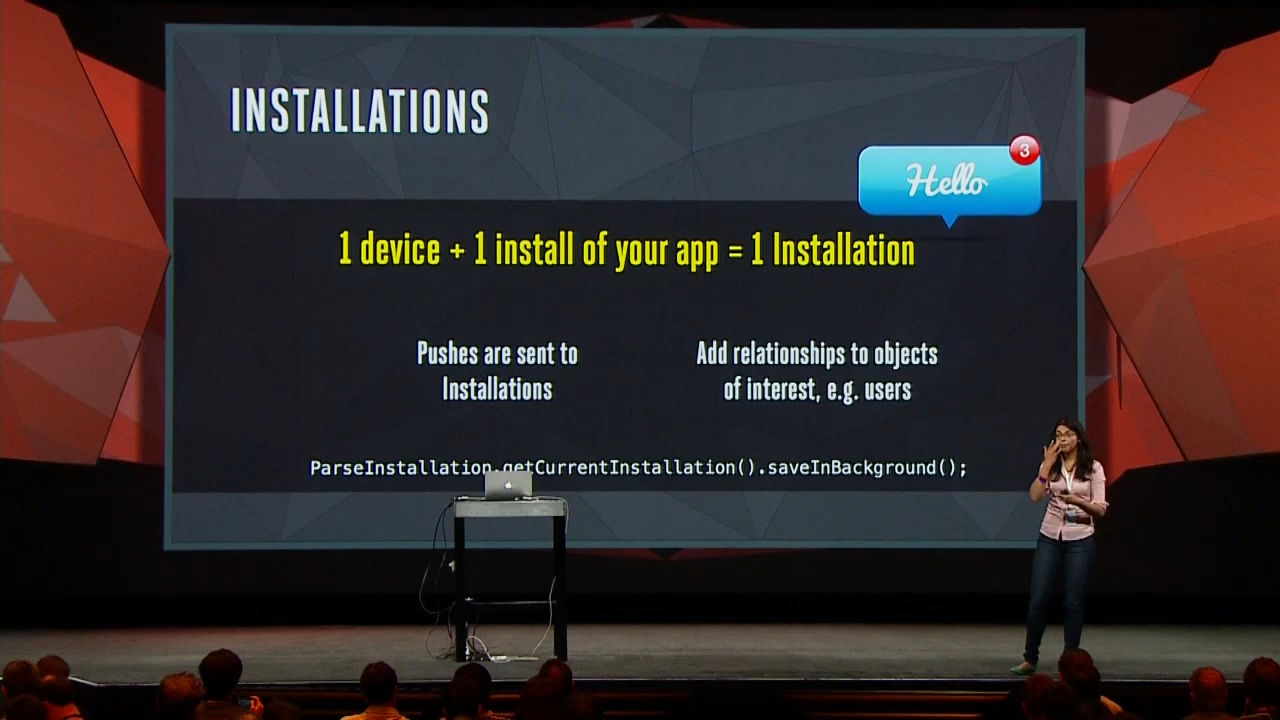 INSTALLATIONS
3
Hello
1 device + 1 install of your app = 1 Installation
Pushes are sent to
Installations
Add relationships to objects
of interest, e.g. users
ParseInstallation.getCurrentInstallation().saveInBackground();